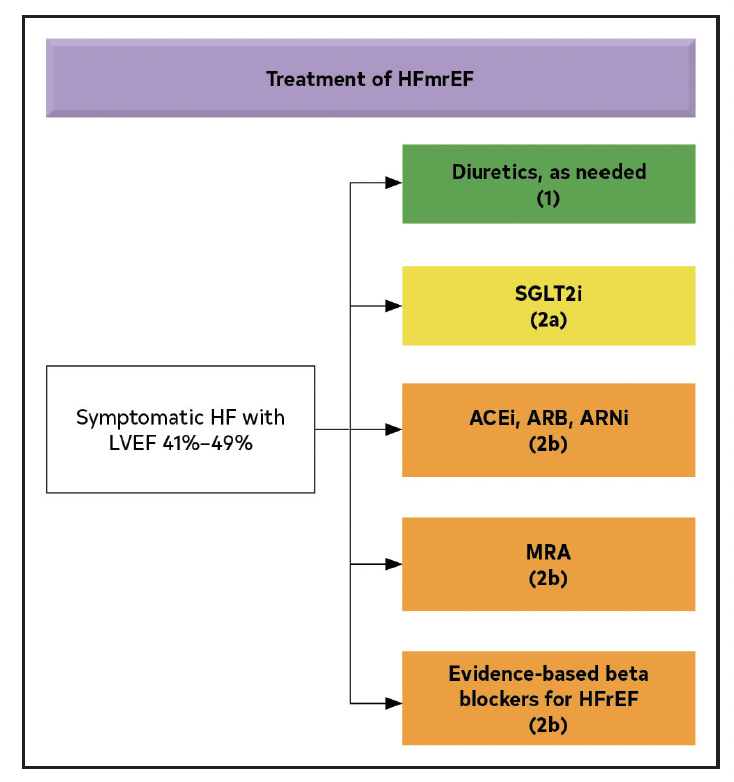 Treatment of HFmrEF
Diuretics, as needed
(1)
SGLT2i
(2a)
Symptomatic HF with
LVEF 41%–49%
ACEi, ARB, ARNi
(2b)
MRA
(2b)
Evidence-based beta
blockers for HFrEF
(2b)